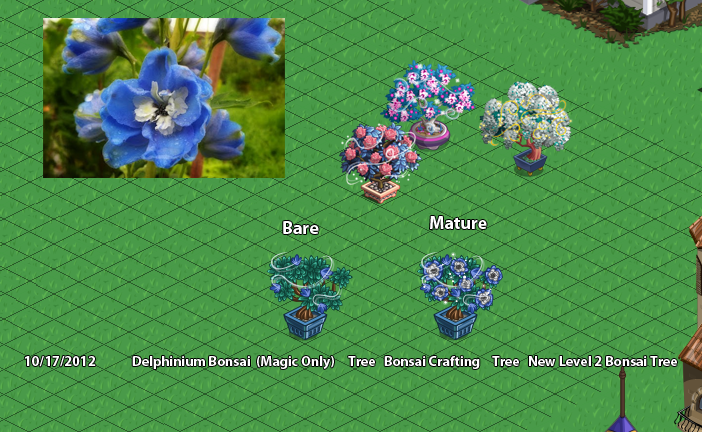 Bare
Mature
10/17/2012 Delphinium Bonsai (Magic Only) Tree Bonsai Crafting Tree New Level 2 Bonsai Tree